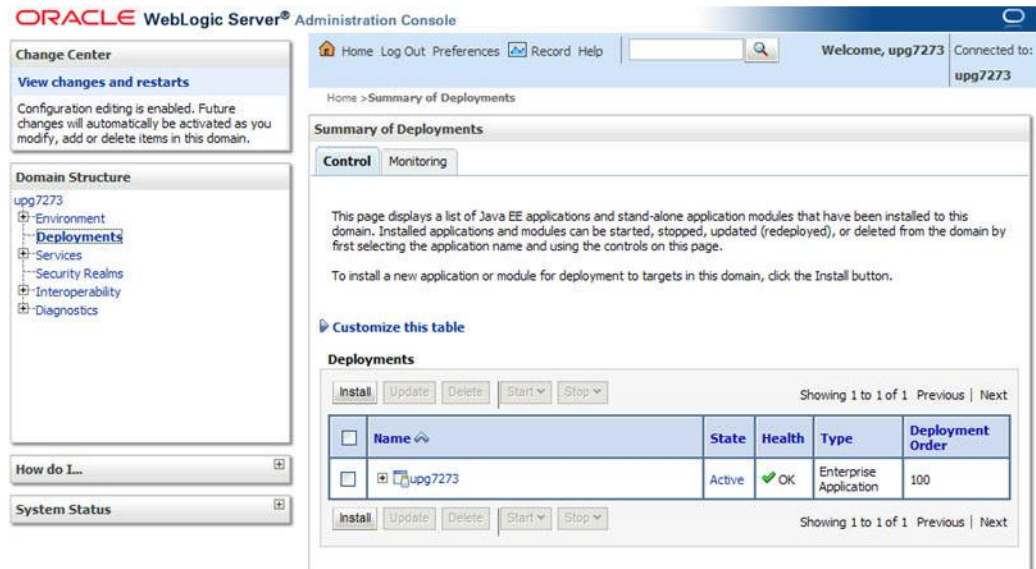 ORACLE WebLogic Server® Administration Console
Change Center
View changes and restarts
Configuration editing is enabled. Future
changes will automatically be activated as you
modify, add or delete items in this domain.
Domain Structure
upg7273
Environment
Deployments
Services
Security Realms
Interoperability
Diagnostics
How do I...
System Status
Home Log Out Preferences Record Help
Welcome, upg7273
Connected to:
upg7273
Home >Summary of Deployments
Summary of Deployments
Control Monitoring
This page displays a list of Java EE applications and stand-alone application modules that have been installed to this
domain. Installed applications and modules can be started, stopped, updated (redeployed), or deleted from the domain by
first selecting the application name and using the controls on this page.
To install a new application or module for deployment to targets in this domain, click the Install button.
Customize this table
Deployments
Install Update Delete Start Stop Showing 1 to 1 of 1 Previous | Next
Name State Health Type Deployment
Order
upg7273 Active OK Enterprise
Application 100
Install Update Delete Start Stop Showing 1 to 1 of 1 Previous | Next